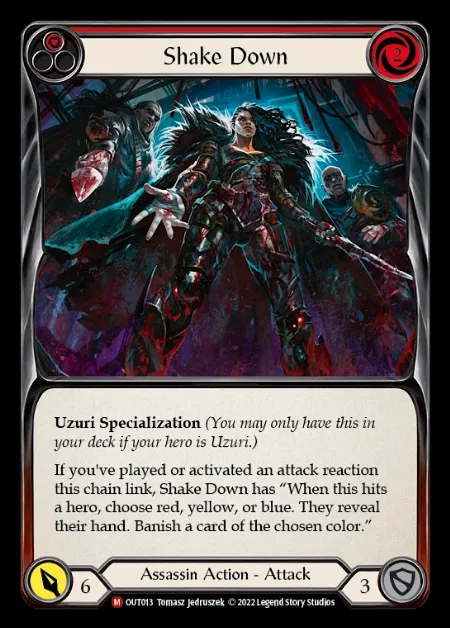 Shake Down
2
Uzuri Specialization (You may only have this in
your deck if your hero is Uzuri.)
If you've played or activated an attack reaction
this chain link, Shake Down has “When this hits
a hero, choose red, yellow, or blue. They reveal
their hand. Banish a card of the chosen color.”
6
Assassin Action - Attack
3
M OUT013 Tomasz Jedruszek © 2022 Legend Story Studios